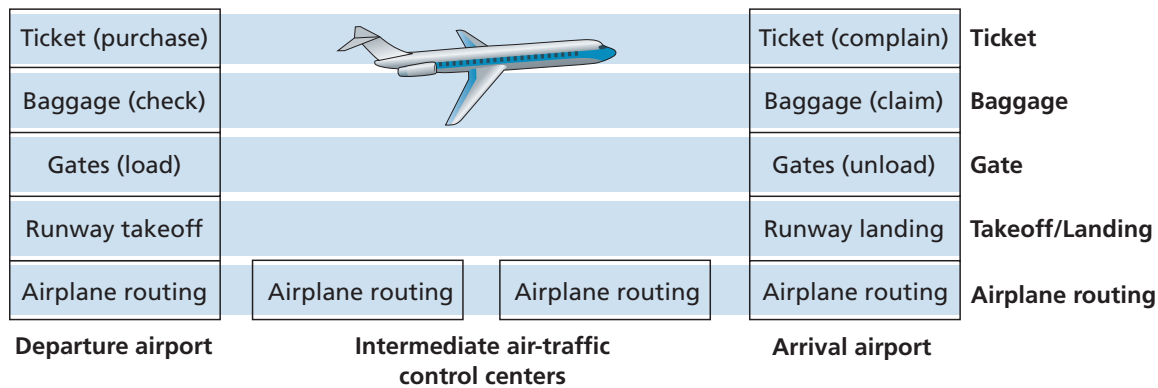 Ticket (purchase)
Ticket (complain)
Ticket
Baggage (check)
Baggage (claim)
Baggage
Gates (load)
Gates (unload)
Gate
Runway takeoff
Runway landing
Takeoff/Landing
Airplane routing
Airplane routing
Airplane routing
Airplane routing
Airplane routing
Departure airport
Intermediate air-traffic
control centers
Arrival airport